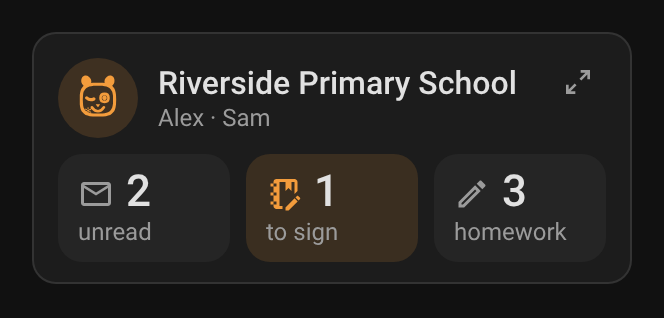 Riverside Primary School
Alex · Sam
2
unread
1
to sign
3
homework